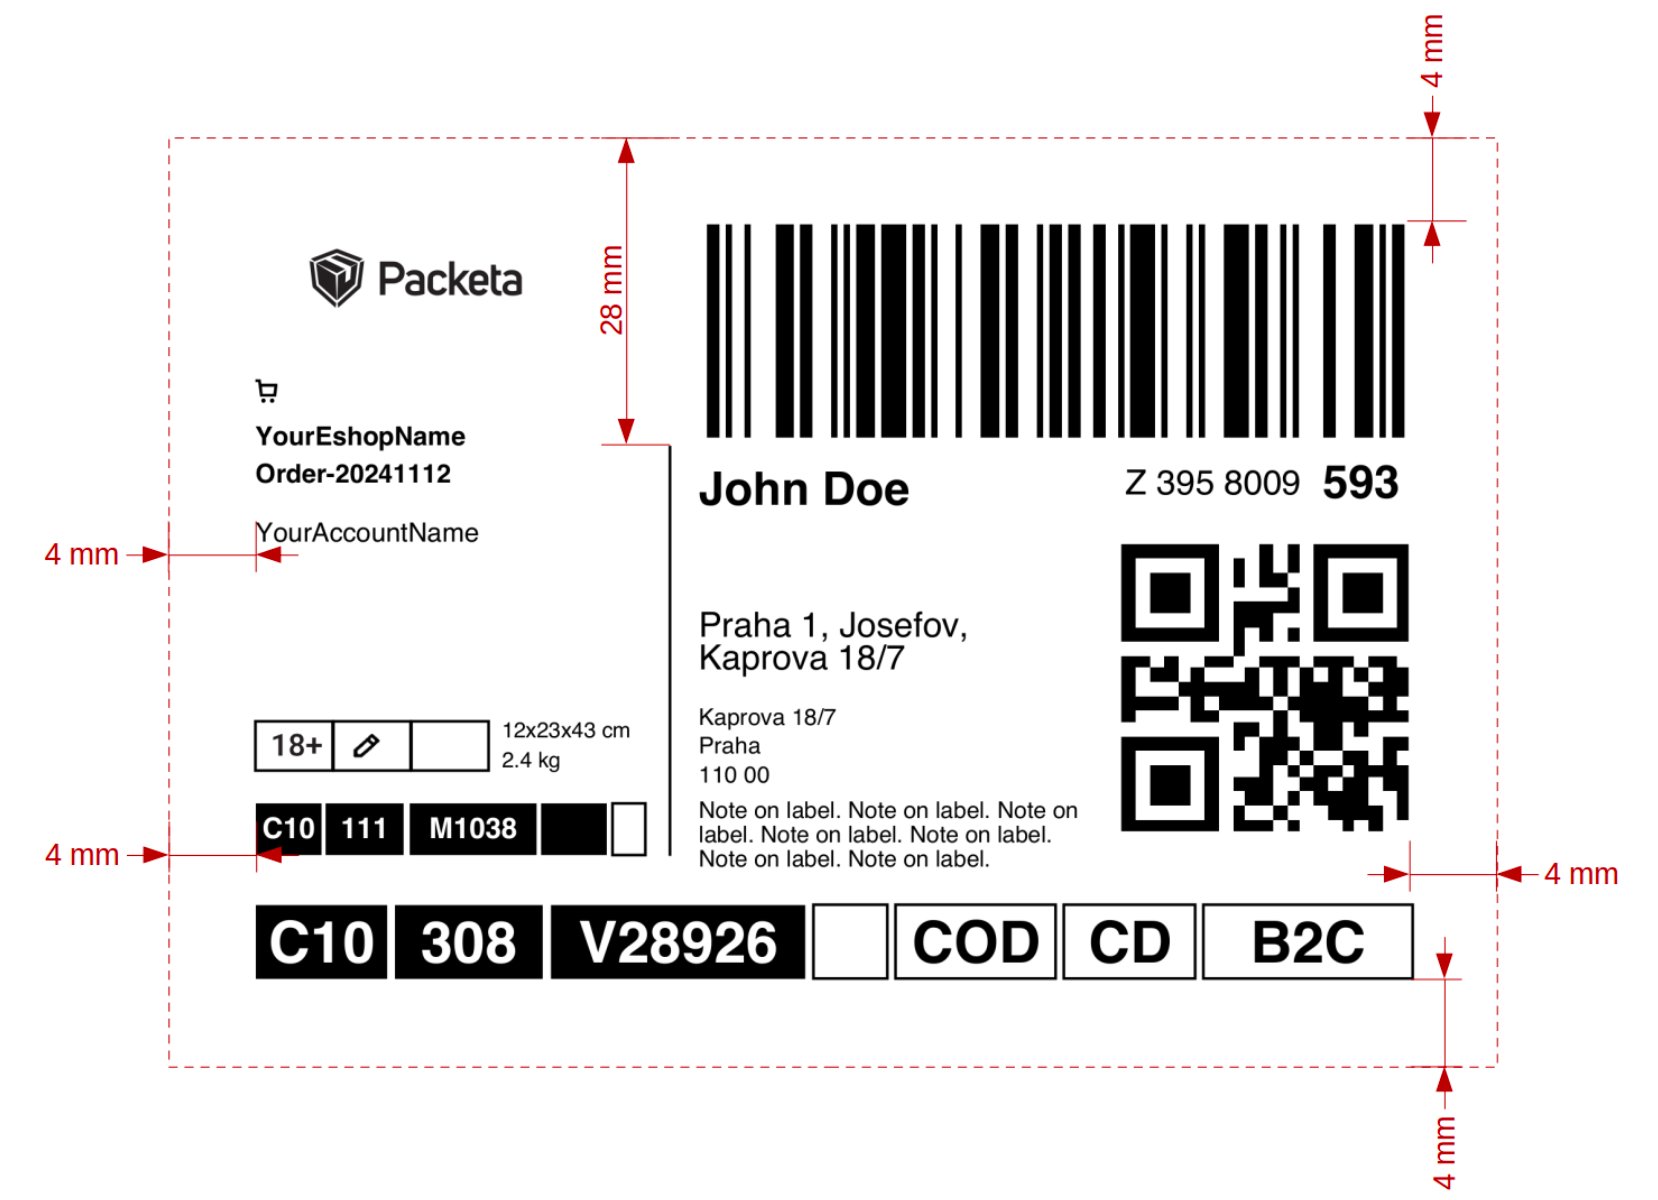 4 mm
28 mm
Packeta
YourEshopName
Order-20241112
YourAccountName
4 mm
John Doe
Z 395 8009 593
Praha 1, Josefov,
Kaprova 18/7
Kaprova 18/7
Praha
110 00
18+
12x23x43 cm
2.4 kg
C10 111 M1038
4 mm
Note on label. Note on label. Note on
label. Note on label. Note on label.
Note on label. Note on label.
4 mm
C10 308 V28926 COD CD B2C
4 mm